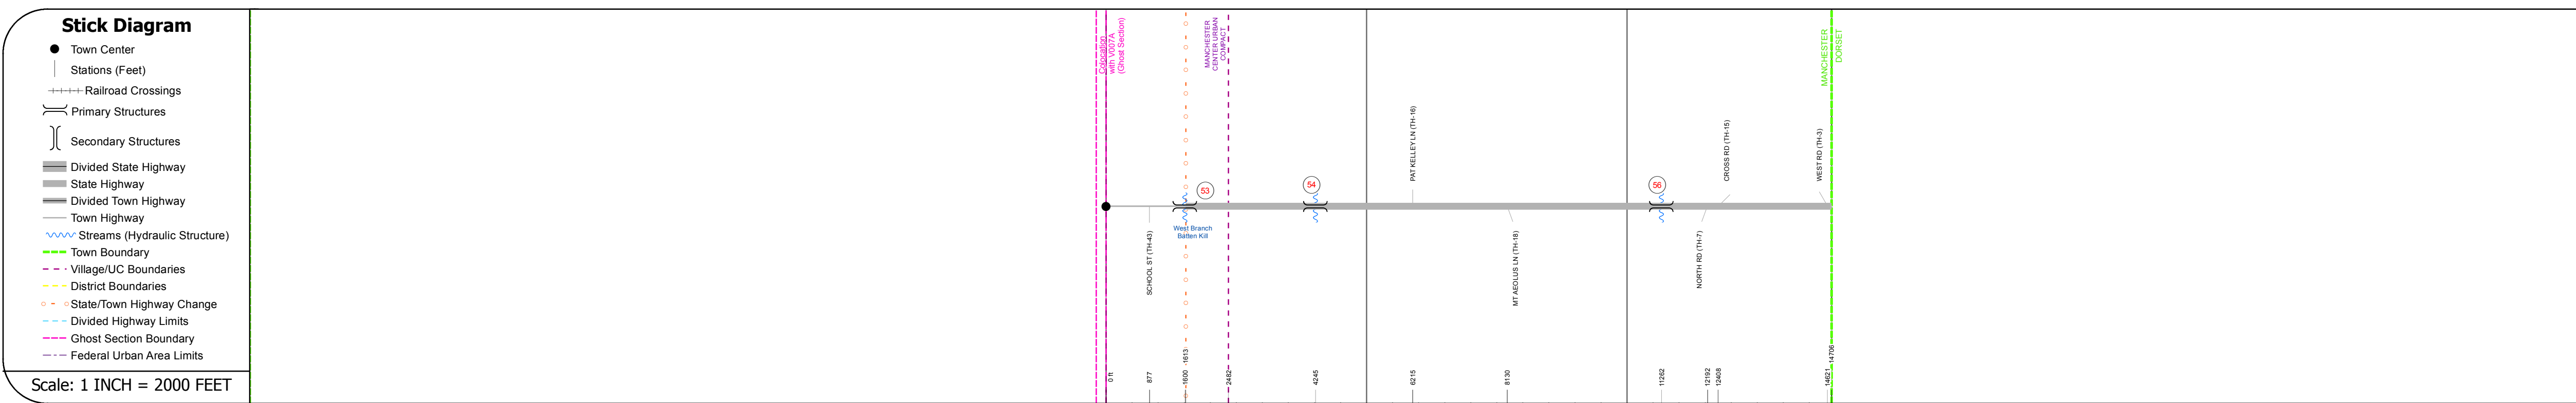 Stick Diagram
Town Center
Stations (Feet)
Railroad Crossings
Primary Structures
Secondary Structures
Divided State Highway
State Highway
Divided Town Highway
Town Highway
Streams (Hydraulic Structure)
Town Boundary
Village/UC Boundaries
District Boundaries
State/Town Highway Change
Divided Highway Limits
Ghost Section Boundary
Federal Urban Area Limits
Scale: 1 INCH = 2000 FEET
Colocation
with V007A
(Ghost Section)
MANCHESTER
CENTER URBAN
COMPACT
MANCHESTER
DORSET
53
54
56
West Branch
Batten Kill
SCHOOL ST (TH-43)
PAT KELLEY LN (TH-16)
MT AEOLUS LN (TH-18)
NORTH RD (TH-7)
CROSS RD (TH-15)
WEST RD (TH-3)
0 ft
877
1600
1613
2482
4245
6215
8130
11262
12192
12408
14621
14706